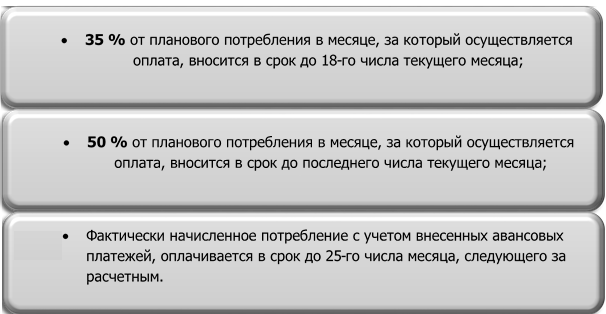 • 35 % от планового потребления в месяце, за который осуществляется
оплата, вносится в срок до 18-го числа текущего месяца;
• 50 % от планового потребления в месяце, за который осуществляется
оплата, вносится в срок до последнего числа текущего месяца;
• Фактически начисленное потребление с учетом внесенных авансовых
платежей, оплачивается в срок до 25-го числа месяца, следующего за
расчетным.